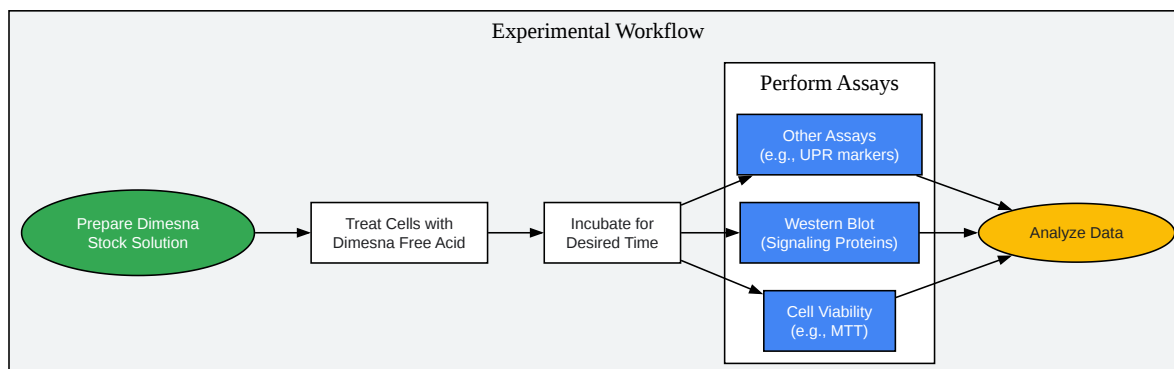 Experimental Workflow
Perform Assays
Prepare Dimesna
Stock Solution
Treat Cells with
Dimesna Free Acid
Incubate for
Desired Time
Other Assays
(e.g., UPR markers)
Western Blot
(Signaling Proteins)
Cell Viability
(e.g., MTT)
Analyze Data